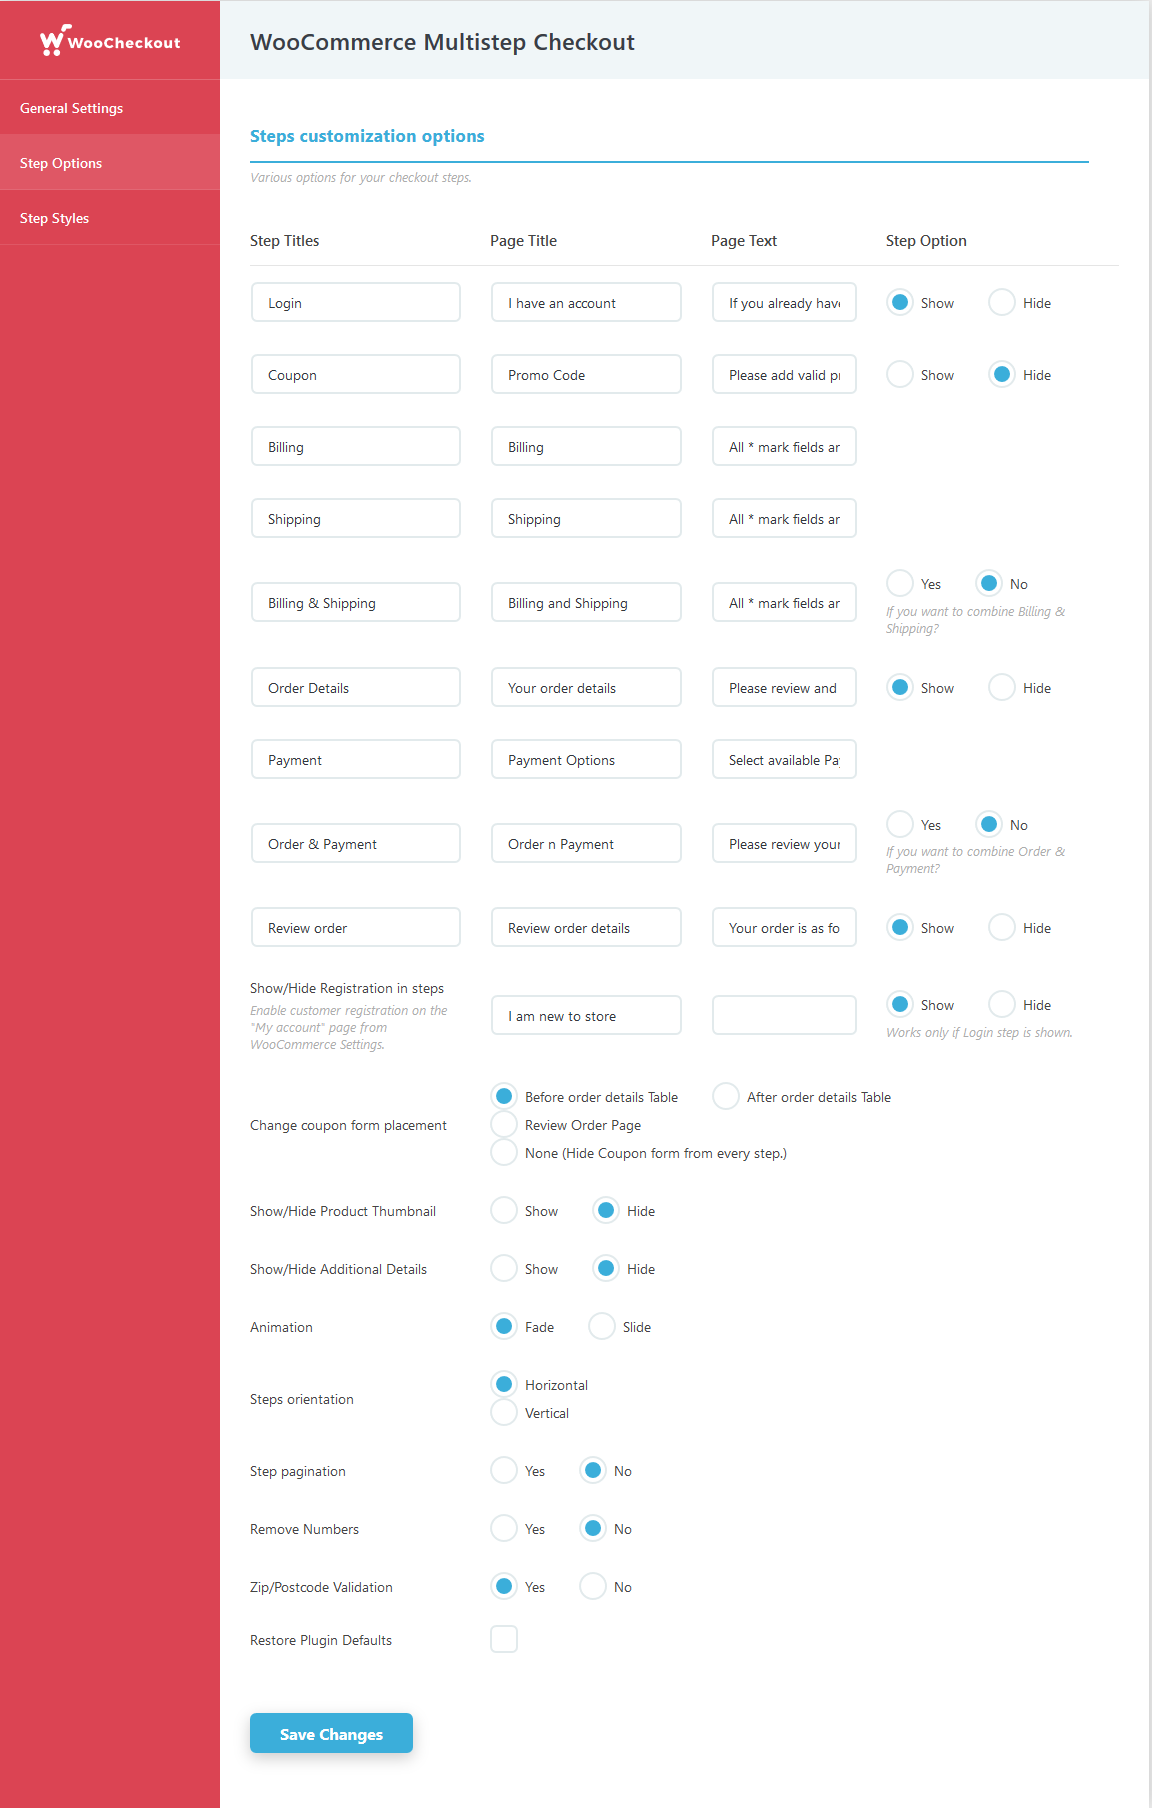 WooCheckout
WooCommerce Multistep Checkout
General Settings
Step Options
Step Styles
Steps customization options
Various options for your checkout steps.
Step Titles Page Title Page Text Step Option
Login I have an account If you already Show Hide
Coupon Promo Code Please add valid Show Hide
Billing Billing All * mark fields
Shipping Shipping All * mark fields
Billing & Shipping Billing and Shipping All * mark fields Yes No
If you want to combine Billing &
Shipping?
Order Details Your order details Please review and Show Hide
Payment Payment Options Select available
Order & Payment Order n Payment Please review your Yes No
If you want to combine Order &
Payment?
Review order Review order details Your order is as fo Show Hide
Show/Hide Registration in steps
Enable customer registration on the
"My account" page from
WooCommerce Settings.
I am new to store Show Hide
Works only if Login step is shown.
Change coupon form placement
Before order details Table After order details Table
Review Order Page
None (Hide Coupon form from every step.)
Show/Hide Product Thumbnail Show Hide
Show/Hide Additional Details Show Hide
Animation Fade Slide
Steps orientation
Horizontal
Vertical
Step pagination Yes No
Remove Numbers Yes No
Zip/Postcode Validation Yes No
Restore Plugin Defaults
Save Changes